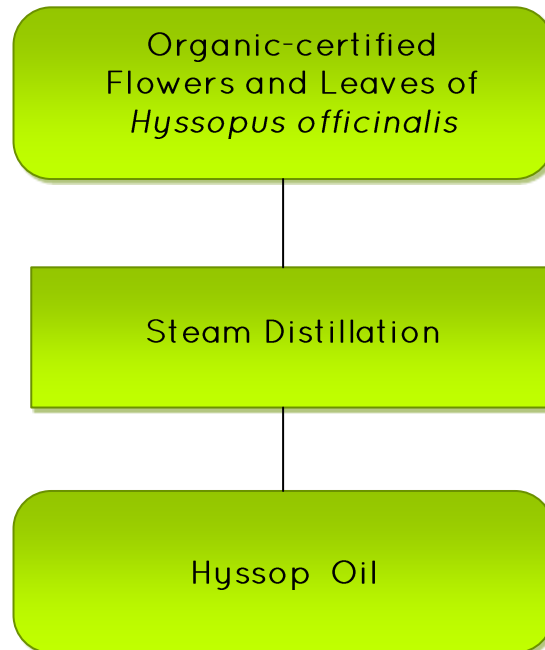 Organic-certified
Flowers and Leaves of
Hyssopus officinalis
Steam Distillation
Hyssop Oil